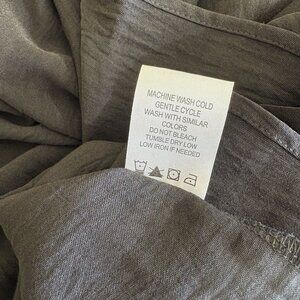 MACHINE WASH COLD
GENTLE CYCLE
WASH WITH SIMILAR
COLORS
DO NOT BLEACH
TUMBLE DRY LOW
LOW IRON IF NEEDED